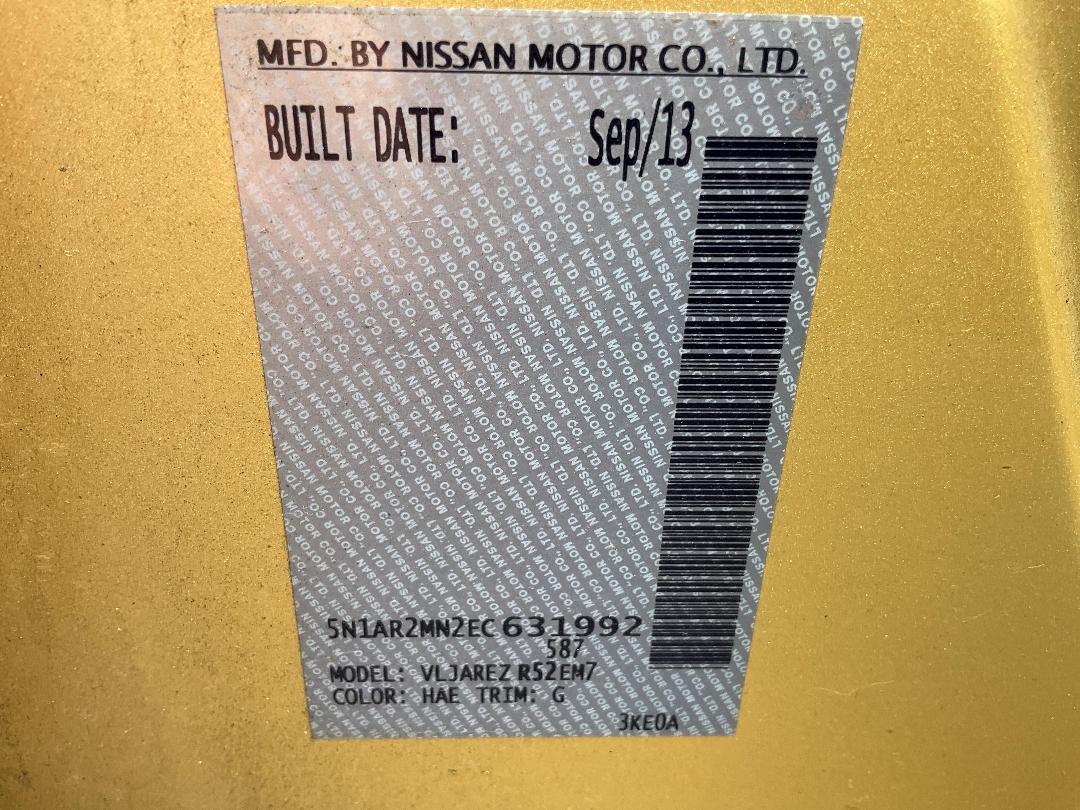 MFD. BY NISSAN MOTOR CO., LTD.
BUILT DATE: Sep/13
5N1AR2MN2EC631992
587
MODEL: VLJAREZ R52EM7
COLOR: HAE TRIM: G
3KE0A